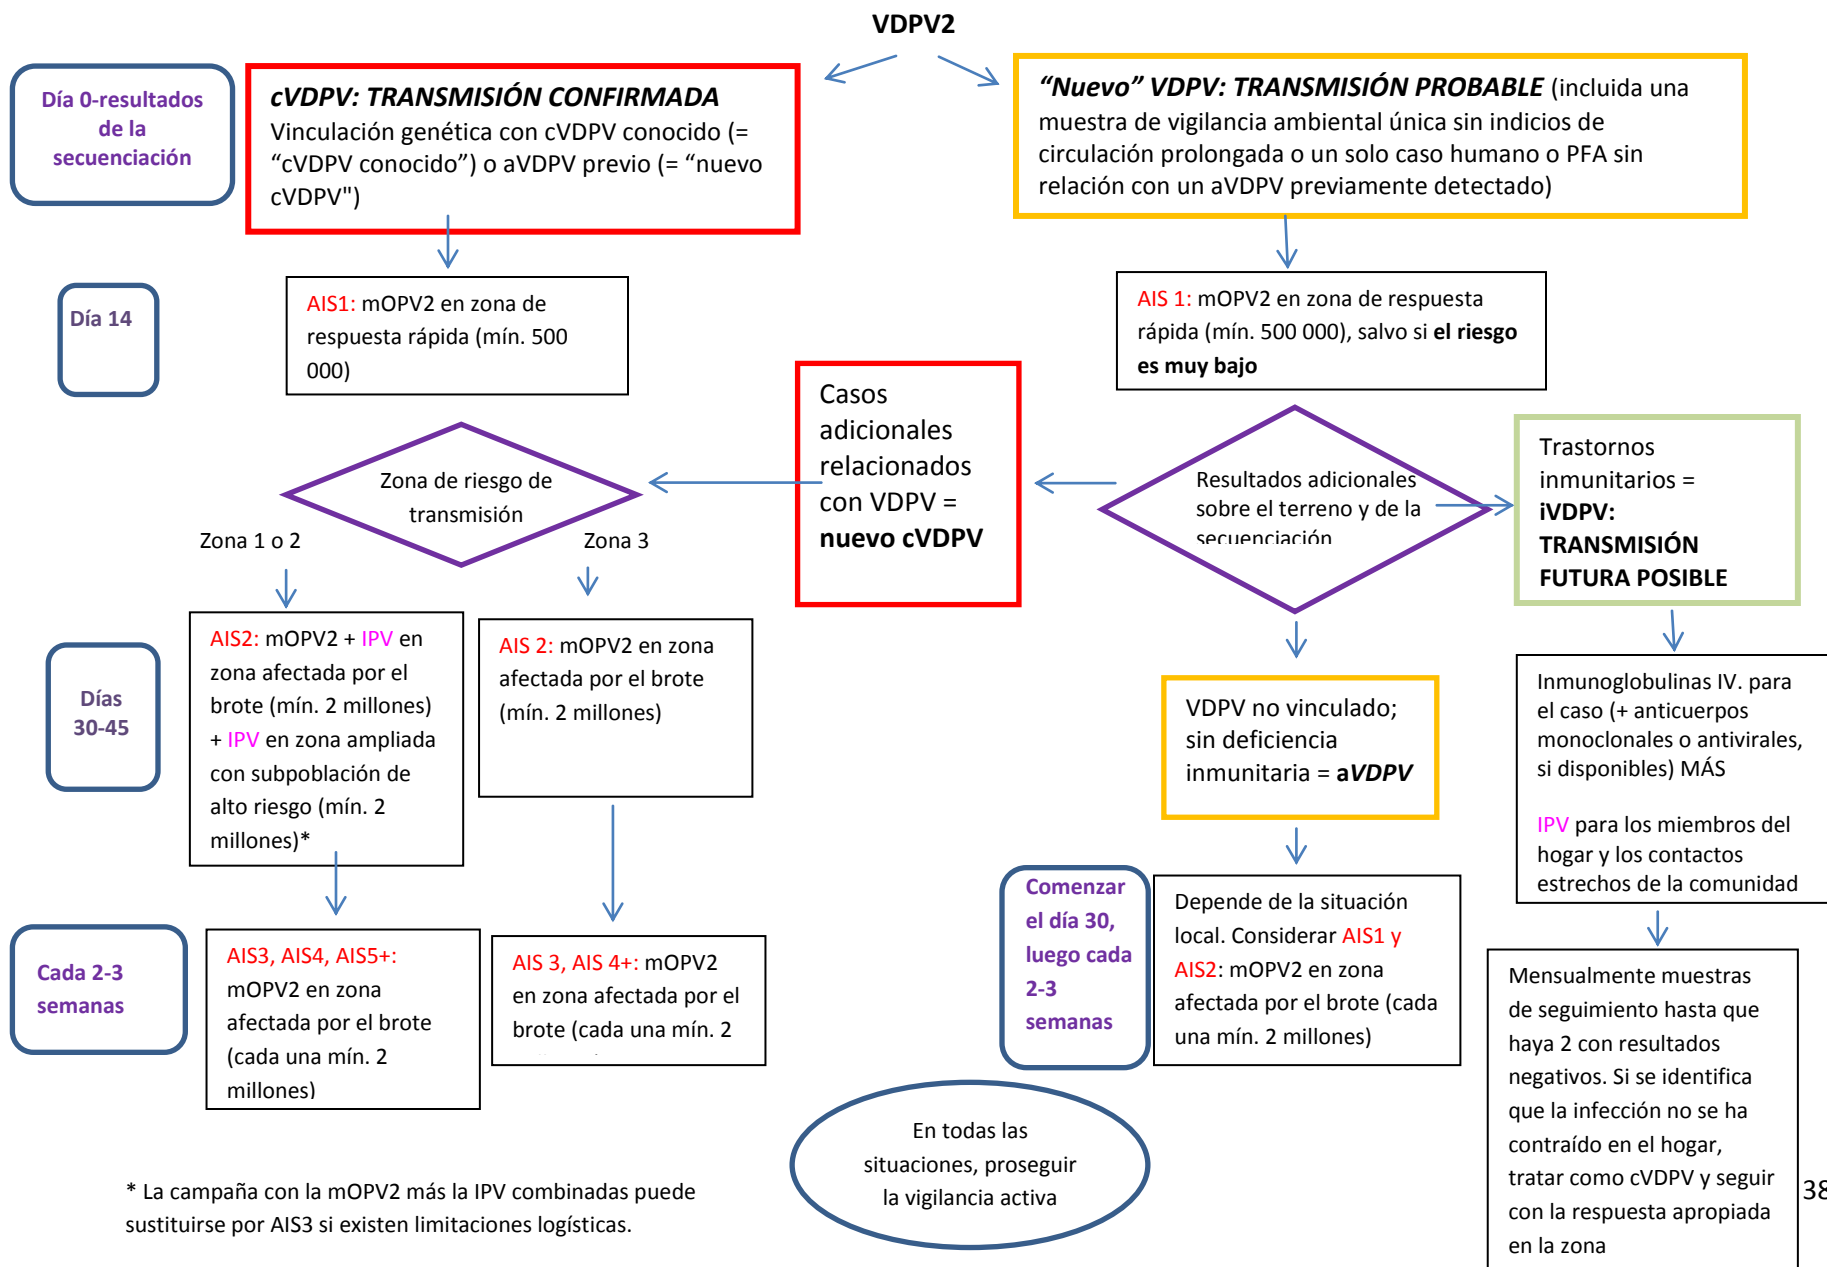 VDPV2
Día 0-resultados
de la
secuenciación
cVDPV: TRANSMISIÓN CONFIRMADA
Vinculación genética con cVDPV conocido (=
“cVDPV conocido”) o aVDPV previo (= “nuevo
cVDPV")
“Nuevo” VDPV: TRANSMISIÓN PROBABLE (incluida una
muestra de vigilancia ambiental única sin indicios de
circulación prolongada o un solo caso humano o PFA sin
relación con un aVDPV previamente detectado)
Día 14
AIS1: mOPV2 en zona de
respuesta rápida (mín. 500
000)
AIS 1: mOPV2 en zona de respuesta
rápida (mín. 500 000), salvo si el riesgo
es muy bajo
Zona de riesgo de
transmisión
Zona 1 o 2
Zona 3
Casos
adicionales
relacionados
con VDPV =
nuevo cVDPV
Resultados adicionales
sobre el terreno y de la
secuenciación
Trastornos
inmunitarios =
iVDPV:
TRANSMISIÓN
FUTURA POSIBLE
Días
30-45
AIS2: mOPV2 + IPV en
zona afectada por el
brote (mín. 2 millones)
+ IPV en zona ampliada
con subpoblación de
alto riesgo (mín. 2
millones)*
AIS 2: mOPV2 en zona
afectada por el brote
(mín. 2 millones)
VDPV no vinculado;
sin deficiencia
inmunitaria = aVDPV
Inmunoglobulinas IV. para
el caso (+ anticuerpos
monoclonales o antivirales,
si disponibles) MÁS
IPV para los miembros del
hogar y los contactos
estrechos de la comunidad
Cada 2-3
semanas
AIS3, AIS4, AIS5+:
mOPV2 en zona
afectada por el brote
(cada una mín. 2
millones)
AIS 3, AIS 4+: mOPV2
en zona afectada por el
brote (cada una mín. 2
Comenzar
el día 30,
luego cada
2-3
semanas
Depende de la situación
local. Considerar AIS1 y
AIS2: mOPV2 en zona
afectada por el brote (cada
una mín. 2 millones)
Mensualmente muestras
de seguimiento hasta que
haya 2 con resultados
negativos. Si se identifica
que la infección no se ha
contraído en el hogar,
tratar como cVDPV y seguir
con la respuesta apropiada
en la zona
En todas las
situaciones, proseguir
la vigilancia activa
* La campaña con la mOPV2 más la IPV combinadas puede
sustituirse por AIS3 si existen limitaciones logísticas.
38